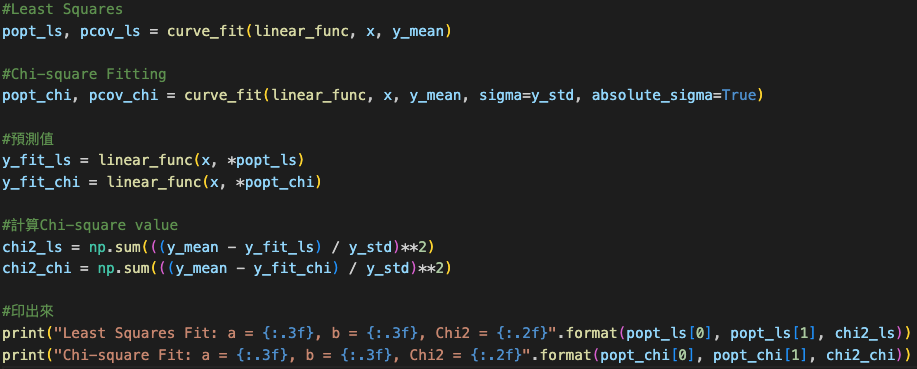 #Least Squares
popt_ls, pcov_ls = curve_fit(linear_func, x, y_mean)
#Chi-square Fitting
popt_chi, pcov_chi = curve_fit(linear_func, x, y_mean, sigma=y_std, absolute_sigma=True)
#預測值
y_fit_ls = linear_func(x, *popt_ls)
y_fit_chi = linear_func(x, *popt_chi)
#計算Chi-square value
chi2_ls = np.sum(((y_mean - y_fit_ls) / y_std)**2)
chi2_chi = np.sum(((y_mean - y_fit_chi) / y_std)**2)
#印出來
print("Least Squares Fit: a = {:.3f}, b = {:.3f}, Chi2 = {:.2f}".format(popt_ls[0], popt_ls[1], chi2_ls))
print("Chi-square Fit: a = {:.3f}, b = {:.3f}, Chi2 = {:.2f}".format(popt_chi[0], popt_chi[1], chi2_chi))